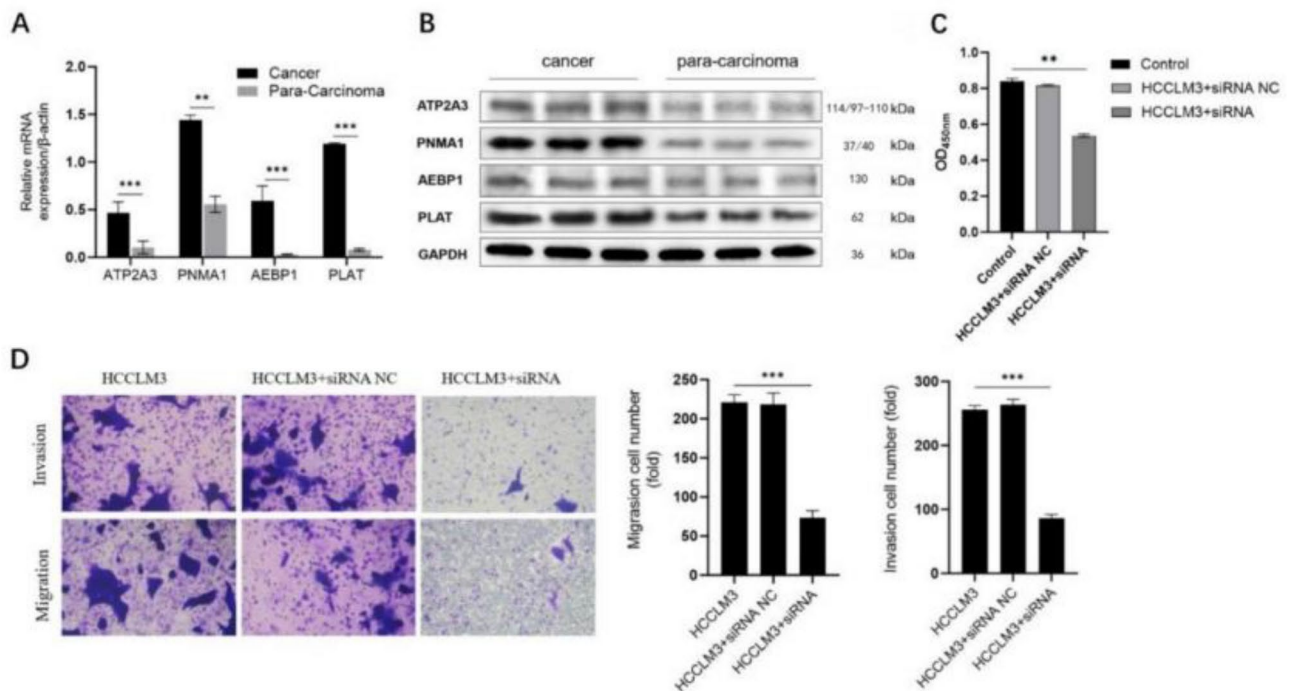 A
Relative mRNA
expression/β-actin
2.0
1.5
1.0
0.5
0.0
Cancer
Para-Carcinoma
***
**
***
***
ATP2A3
PNMA1
AEBP1
PLAT
B
cancer
para-carcinoma
ATP2A3
114/97-110 kDa
PNMA1
37/40 kDa
AEBP1
130 kDa
PLAT
62 kDa
GAPDH
36 kDa
C
OD450nm
1.0
0.8
0.6
0.4
0.2
0.0
**
Control
HCCLM3+siRNA NC
HCCLM3+siRNA
Control
HCCLM3+siRNA NC
HCCLM3+siRNA
D
HCCLM3
HCCLM3+siRNA NC
HCCLM3+siRNA
Invasion
Migration
Migrasion cell number
(fold)
250
200
150
100
50
0
***
HCCLM3
HCCLM3+siRNA NC
HCCLM3+siRNA
Invasion cell number (fold)
300
200
100
0
***
HCCLM3
HCCLM3+siRNA NC
HCCLM3+siRNA